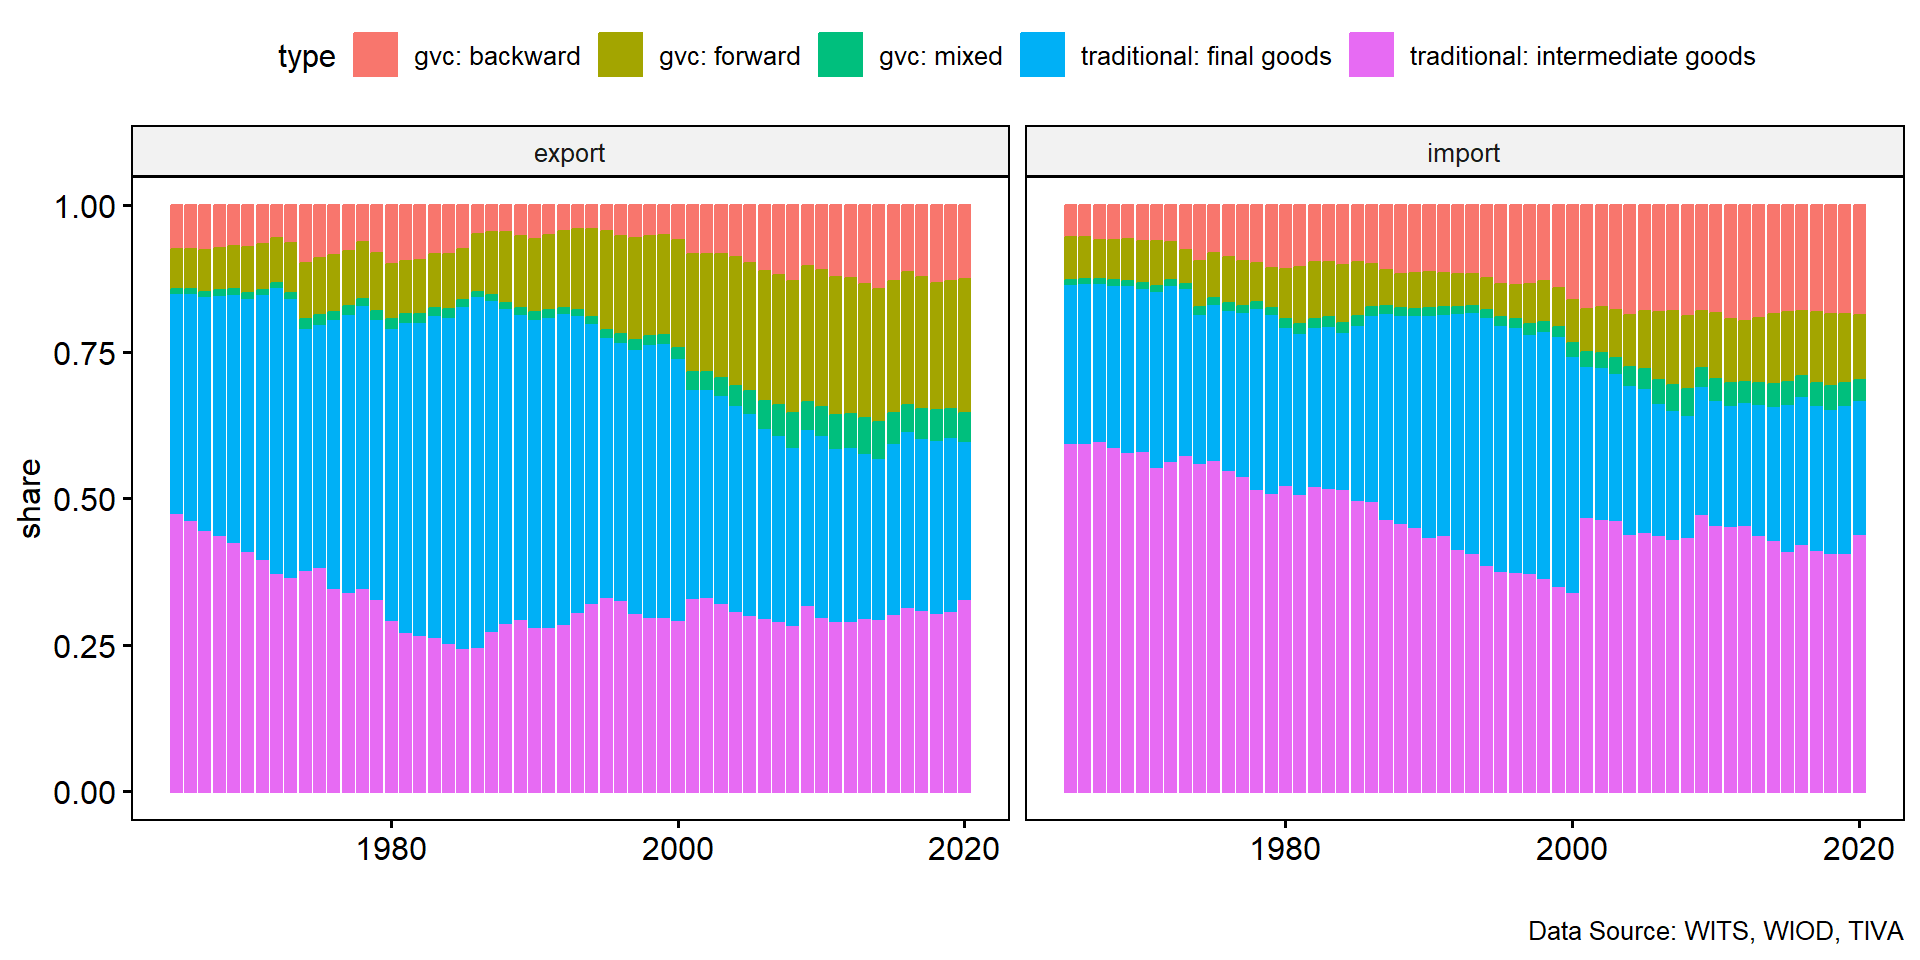 type gvc: backward gvc: forward gvc: mixed traditional: final goods traditional: intermediate goods
export import
1.00
0.75
0.50
0.25
0.00
share
1980 2000 2020 1980 2000 2020
Data Source: WITS, WIOD, TIVA